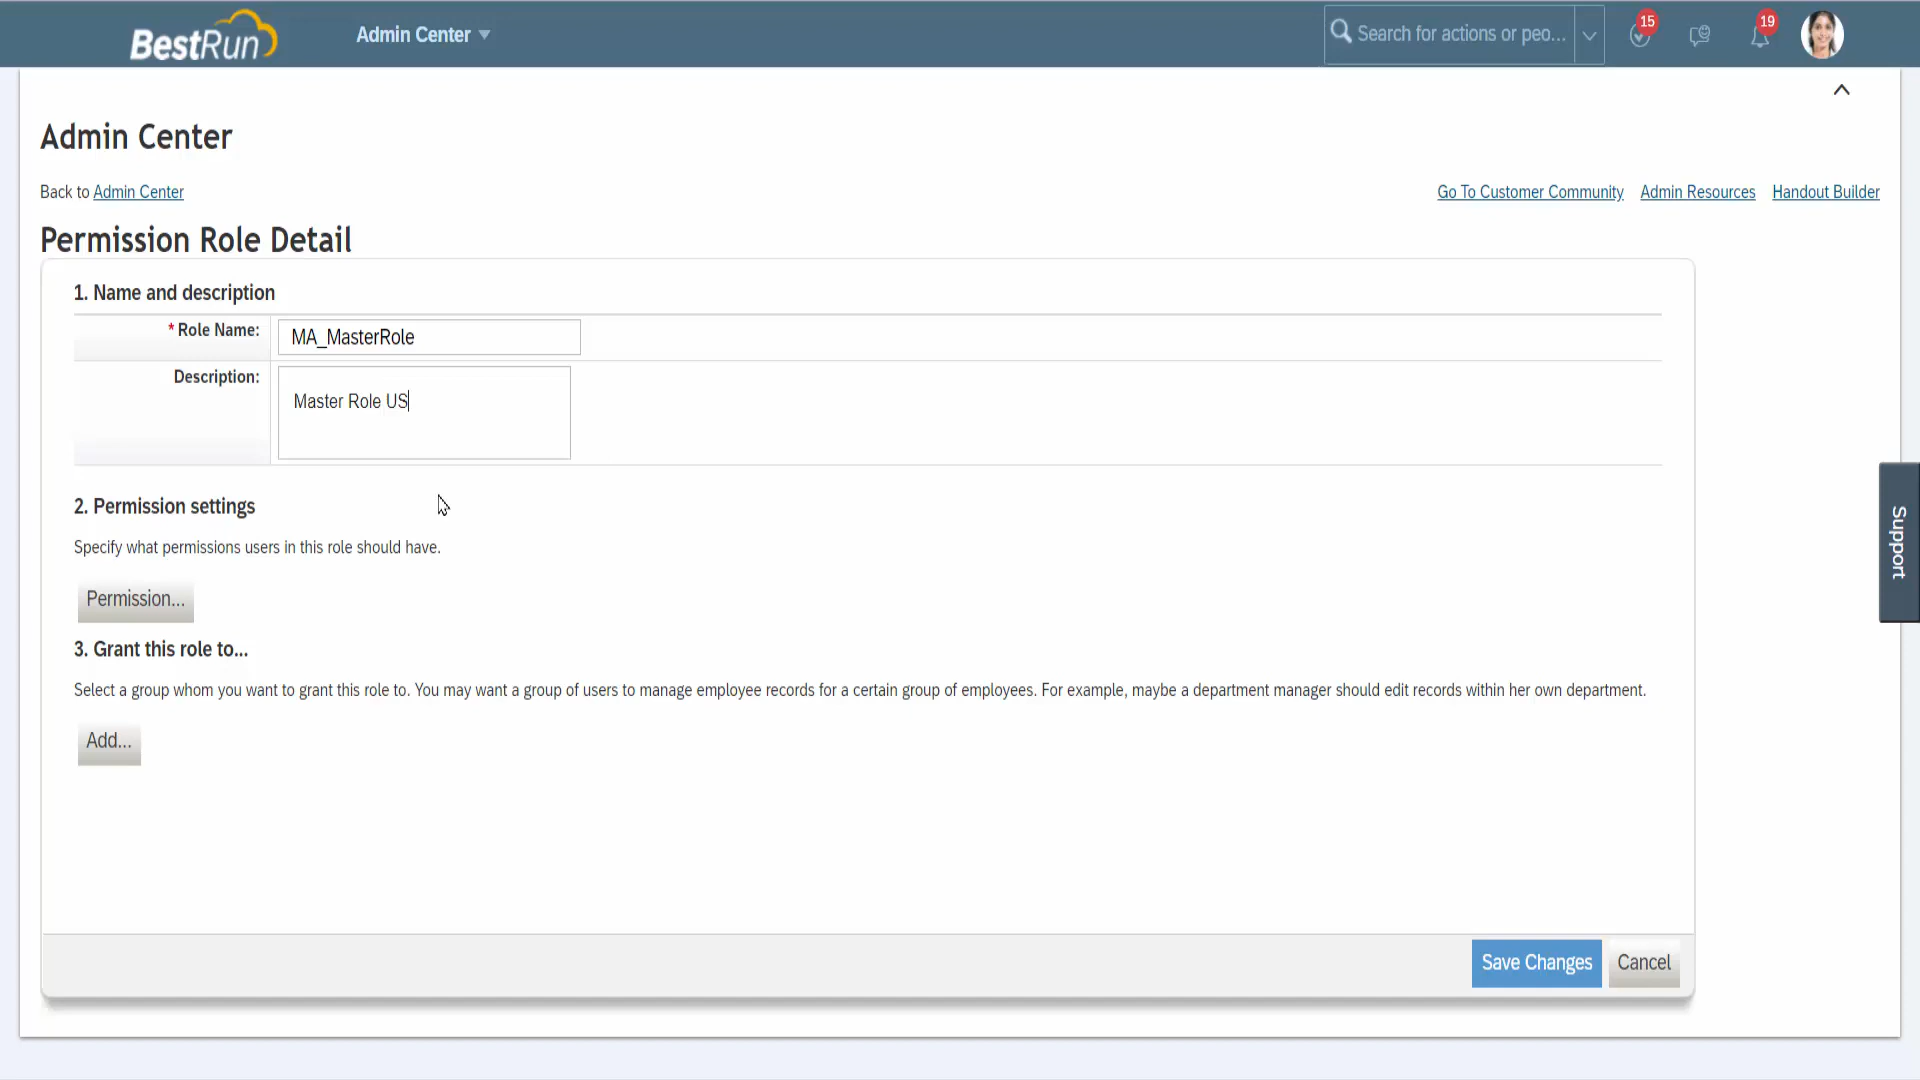 BestRun Admin Center Search for actions or peo... 15 19
Admin Center
Back to Admin Center Go To Customer Community Admin Resources Handout Builder
Permission Role Detail
1. Name and description
* Role Name: MA_MasterRole
Description:
Master Role US
2. Permission settings
Specify what permissions users in this role should have.
Support
Permission...
3. Grant this role to...
Select a group whom you want to grant this role to. You may want a group of users to manage employee records for a certain group of employees. For example, maybe a department manager should edit records within her own department.
Add...
Save Changes Cancel